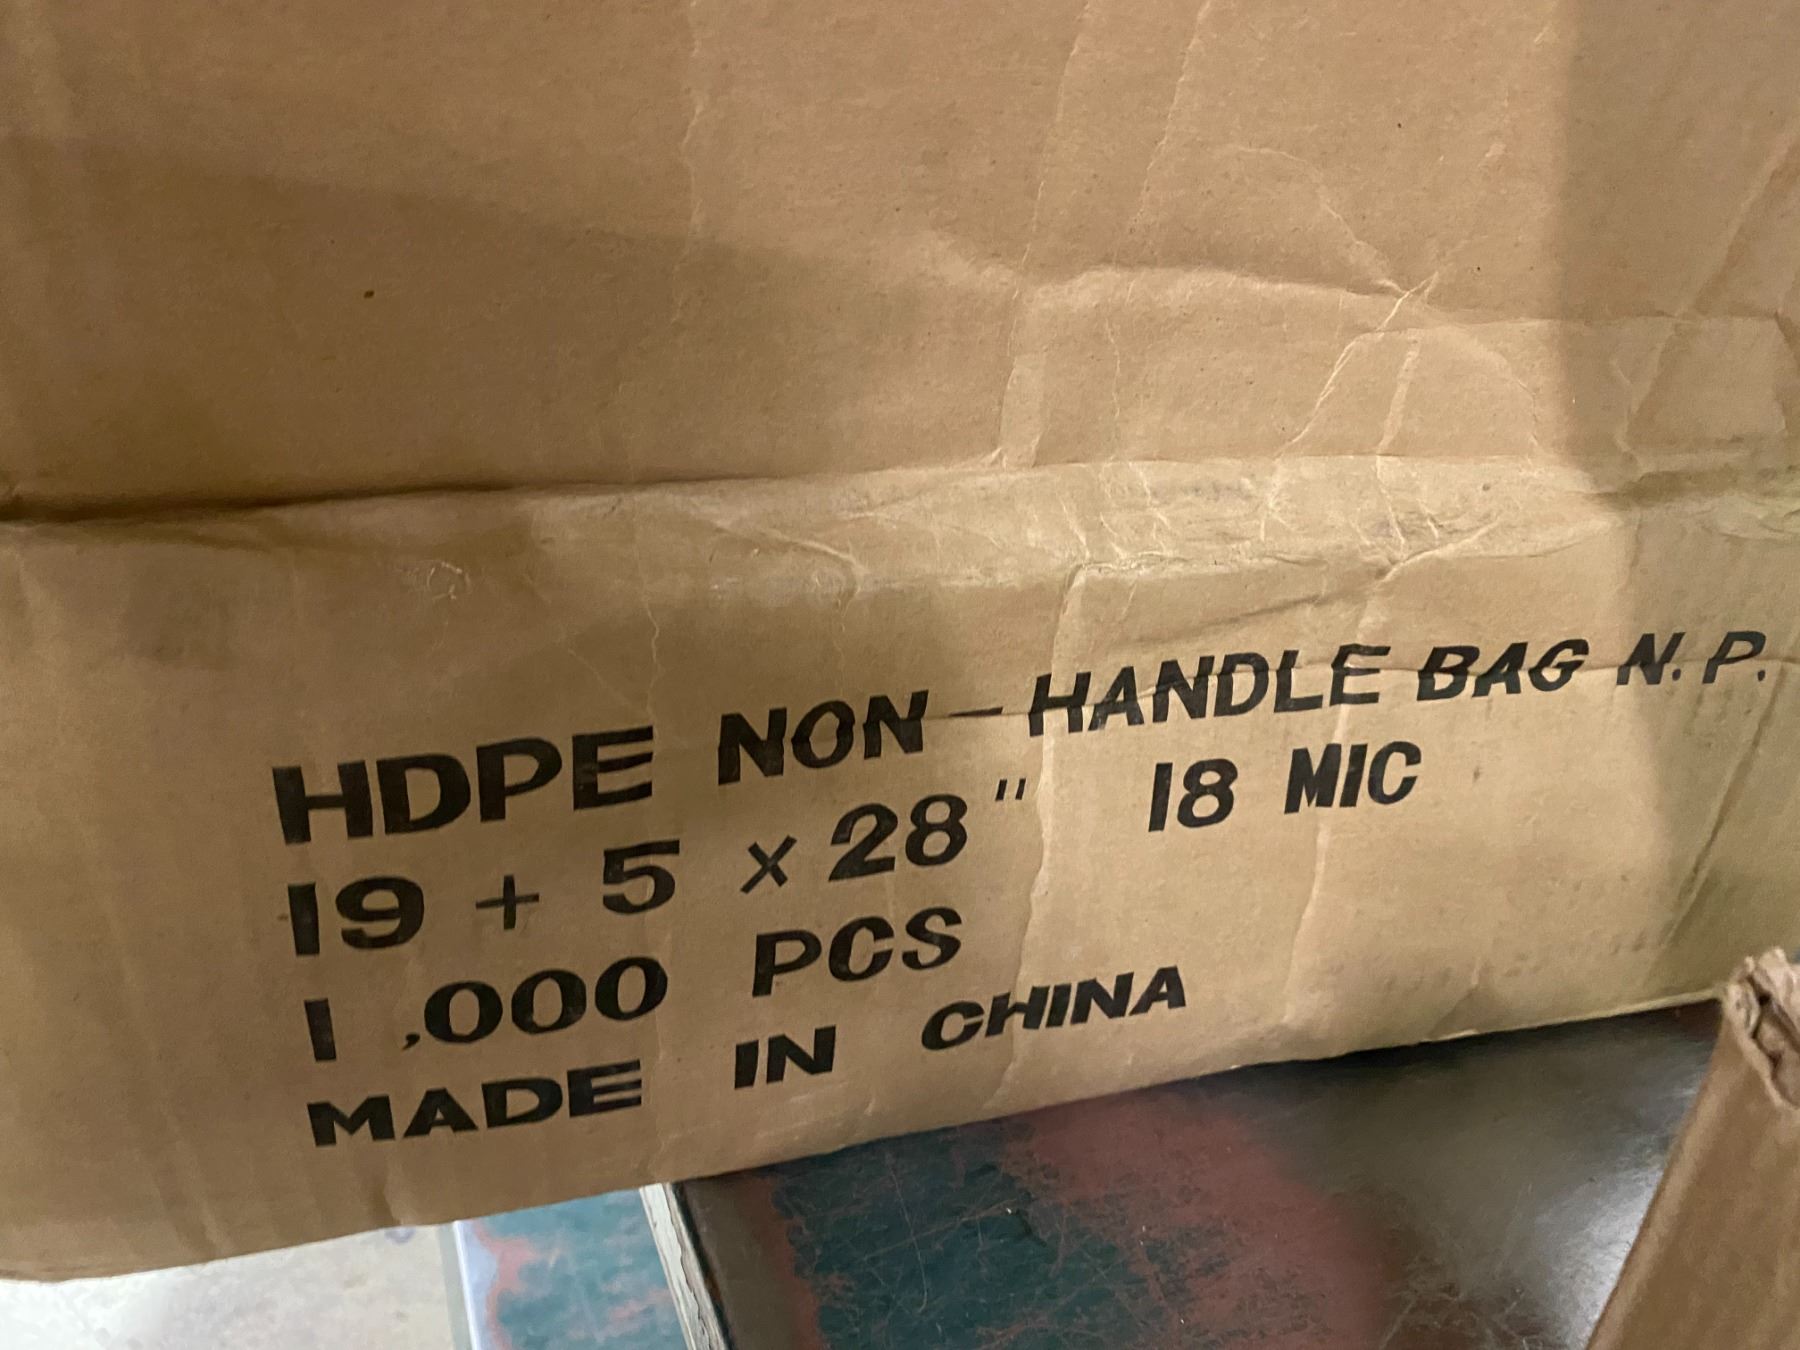 HDPE NON-HANDLE BAG N.P.
19 + 5 x 28" 18 MIC
1,000 PCS
MADE IN CHINA